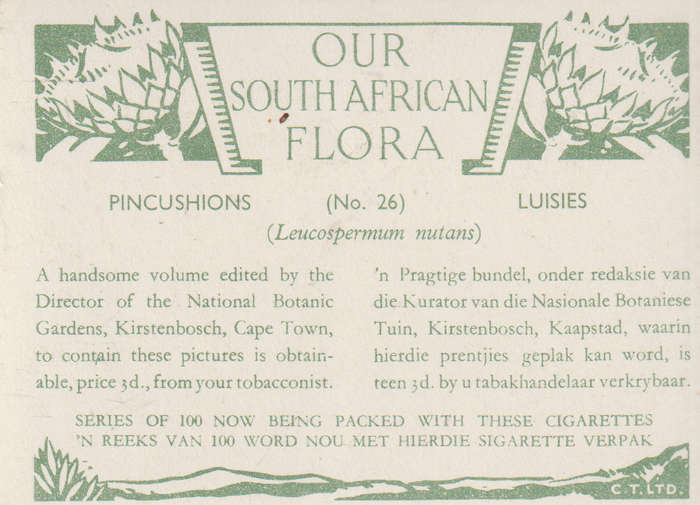 OUR
SOUTH AFRICAN
FLORA
PINCUSHIONS (No. 26) LUISIES
(Leucospermum nutans)
A handsome volume edited by the
Director of the National Botanic
Gardens, Kirstenbosch, Cape Town,
to contain these pictures is obtain-
able, price 3d., from your tobacconist.
'n Pragtige bundel, onder redaksie van
die Kurator van die Nasionale Botaniese
Tuin, Kirstenbosch, Kaapstad, waarin
hierdie prentjies geplak kan word, is
teen 3d. by u tabakhandelaar verkrybaar.
SERIES OF 100 NOW BEING PACKED WITH THESE CIGARETTES
'N REEKS VAN 100 WORD NOU MET HIERDIE SIGARETTE VERPAK
C.T. LTD.